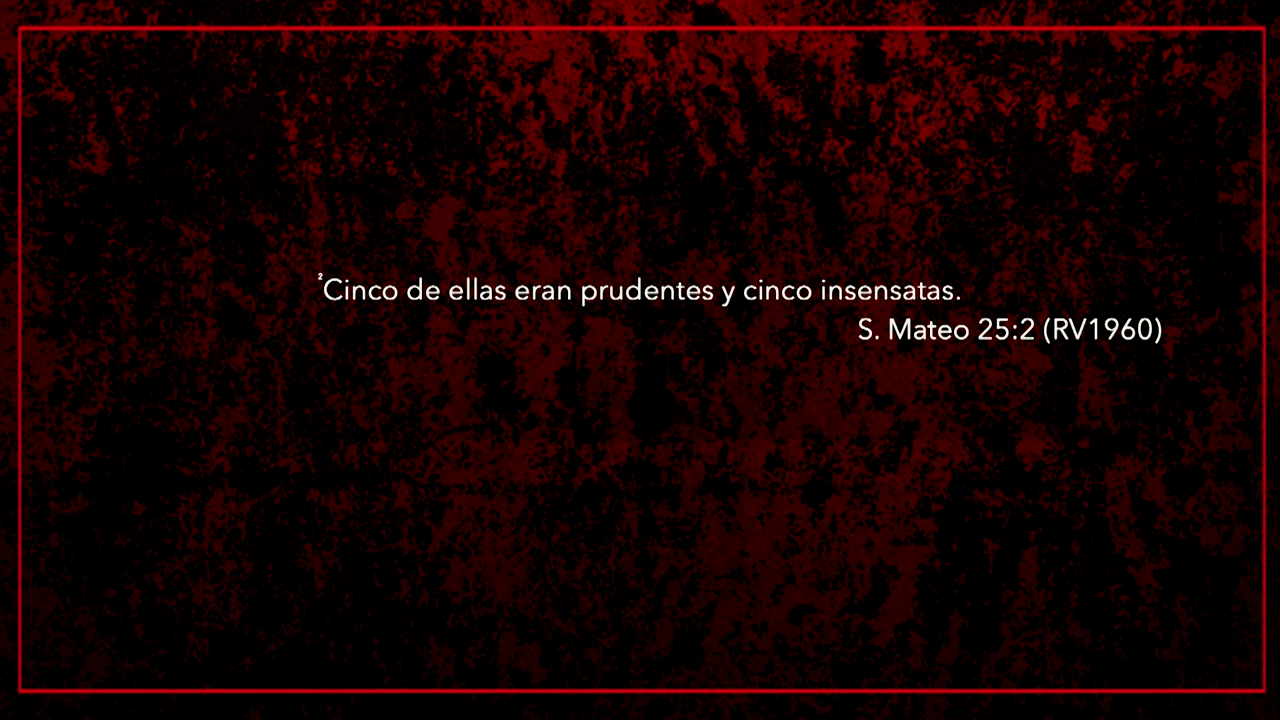 ²Cinco de ellas eran prudentes y cinco insensatas.
S. Mateo 25:2 (RV1960)